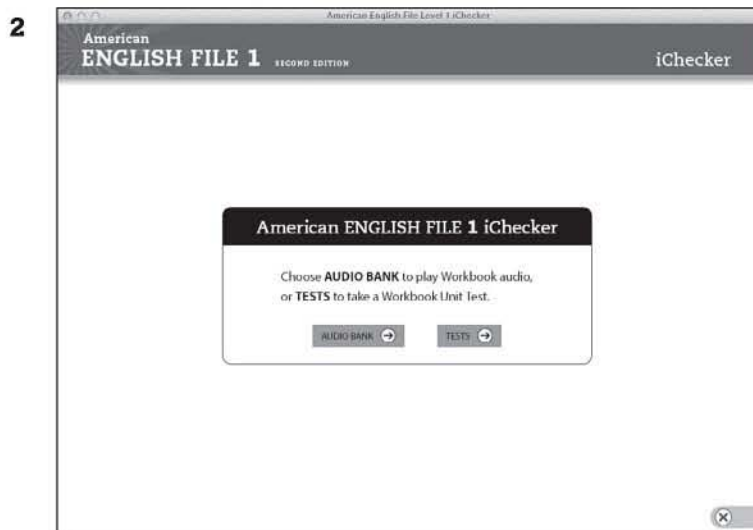 2
American English File Level 1 iChecker
American
ENGLISH FILE 1 SECOND EDITION
iChecker
American ENGLISH FILE 1 iChecker
Choose AUDIO BANK to play Workbook audio,
or TESTS to take a Workbook Unit Test.
AUDIO BANK
TESTS